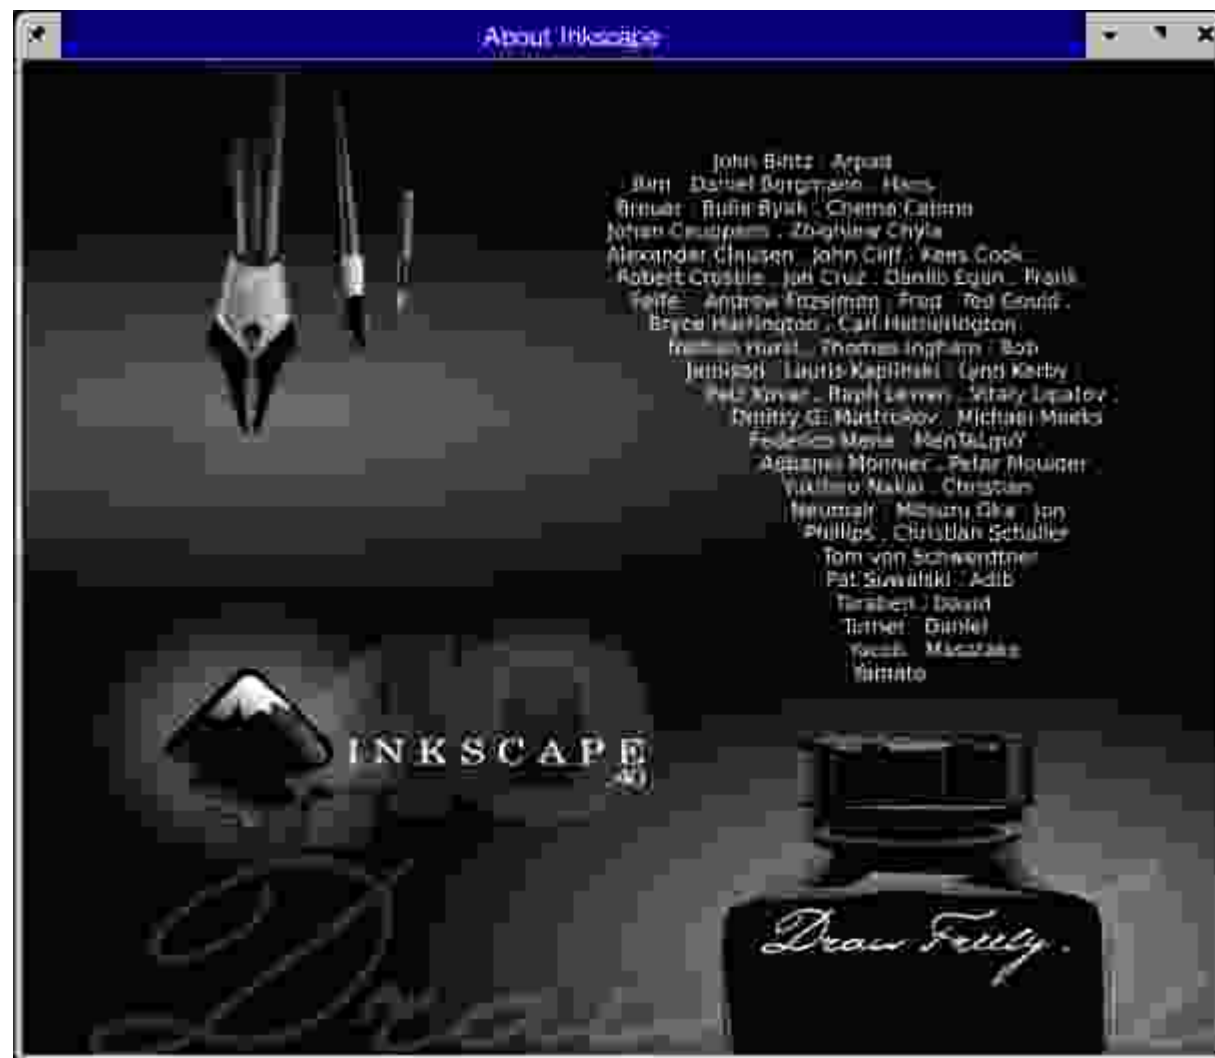 About Inkscape
John Bintz . Arpad
Biro . Daniel Borgmann . Hans
Breuer . Bulia Byak . Chema Celorio
Johan Ceuppens . Zbigniew Chyla
Alexander Clausen . John Cliff . Kees Cook
Robert Crosbie . Jon Cruz . Danilo Egan . Frank
Felfe . Andrew Fitzsimon . Fred . Ted Gould .
Bryce Harrington . Carl Hetherington
Nathan Hurst . Thomas Ingham . Bob
Jamison . Lauris Kaplinski . Lynn Kerby
Petr Kovar . Raph Levien . Vitaly Lipatov .
Dmitry G. Mastrukov . Michael Meeks
Federico Mena . MenTaLguY
Monnier . Peter Moulder
Yukihiro Nakai . Christian
Neumair . Mitsuru Oka . Jon
Phillips . Christian Schaller
Tom von Schwerdtner
Pat Suwalski . Adib
Taraben . David
Turner . Daniel
Yacob . Masatake
Yamato
INKSCAPE
.40
Draw Freely.
Draw